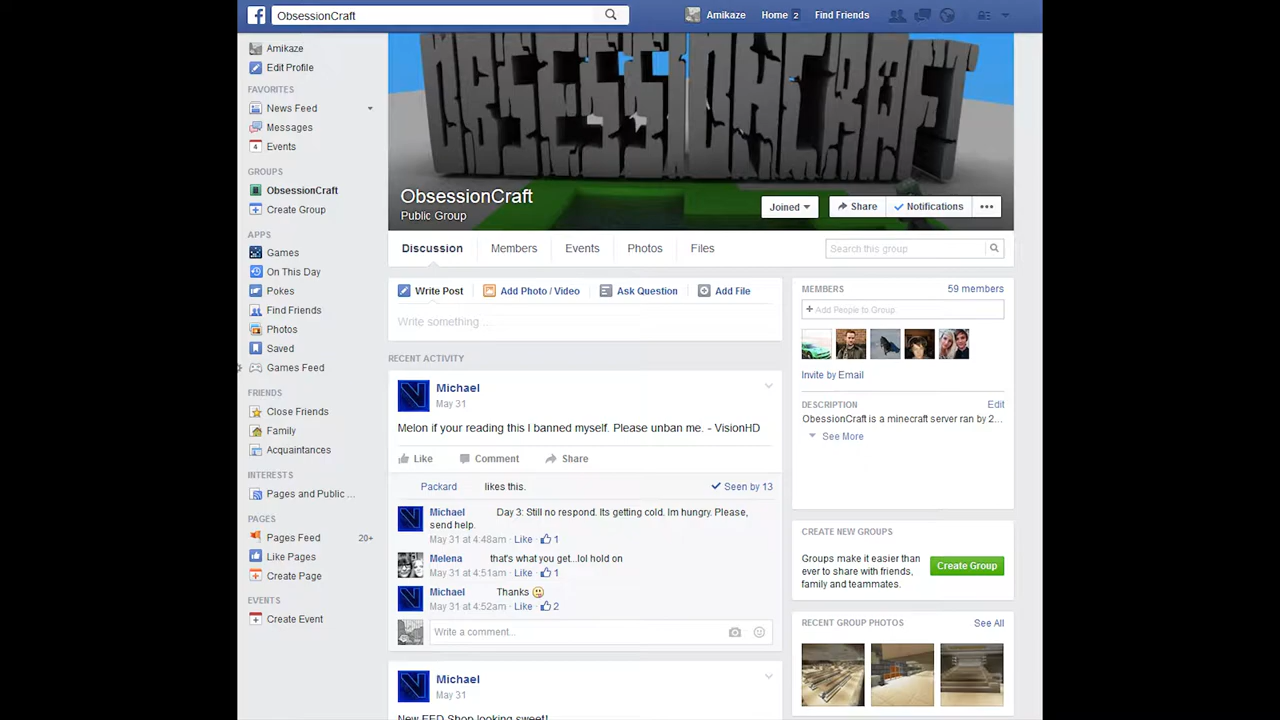 ObsessionCraft
Amikaze
Home 2
Find Friends
Amikaze
Edit Profile
FAVORITES
News Feed
Messages
4
Events
GROUPS
ObsessionCraft
Create Group
APPS
Games
On This Day
Pokes
Find Friends
Photos
Saved
Games Feed
FRIENDS
Close Friends
Family
Acquaintances
INTERESTS
Pages and Public ...
PAGES
Pages Feed 20+
Like Pages
Create Page
EVENTS
Create Event
OBSESSIONCRAFT
ObsessionCraft
Public Group
Joined
Share
Notifications
Discussion
Members
Events
Photos
Files
Search this group
Write Post
Add Photo / Video
Ask Question
Add File
Write something ...
RECENT ACTIVITY
Michael
May 31
Melon if your reading this I banned myself. Please unban me. - VisionHD
Like Comment Share
Packard likes this.
Seen by 13
Michael Day 3: Still no respond. Its getting cold. Im hungry. Please,
send help.
May 31 at 4:48am · Like · 1
Melena that's what you get...lol hold on
May 31 at 4:51am · Like · 1
Michael Thanks
May 31 at 4:52am · Like · 2
Write a comment...
Michael
May 31
New EED Shop looking sweet!
MEMBERS 59 members
+ Add People to Group
Invite by Email
DESCRIPTION Edit
ObessionCraft is a minecraft server ran by 2...
See More
CREATE NEW GROUPS
Groups make it easier than
ever to share with friends,
family and teammates.
Create Group
RECENT GROUP PHOTOS See All